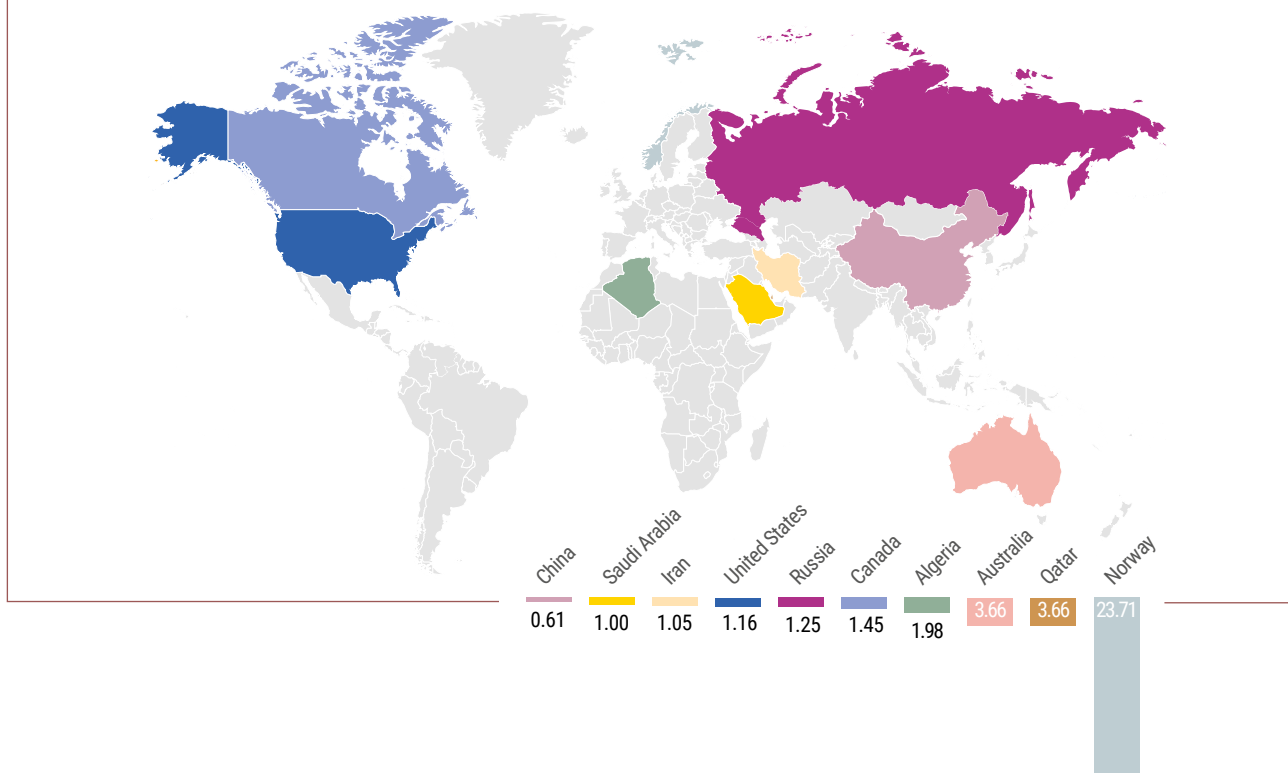 China
Saudi Arabia
Iran
United States
Russia
Canada
Algeria
Australia
Qatar
Norway
0.61
1.00
1.05
1.16
1.25
1.45
1.98
3.66
3.66
23.71